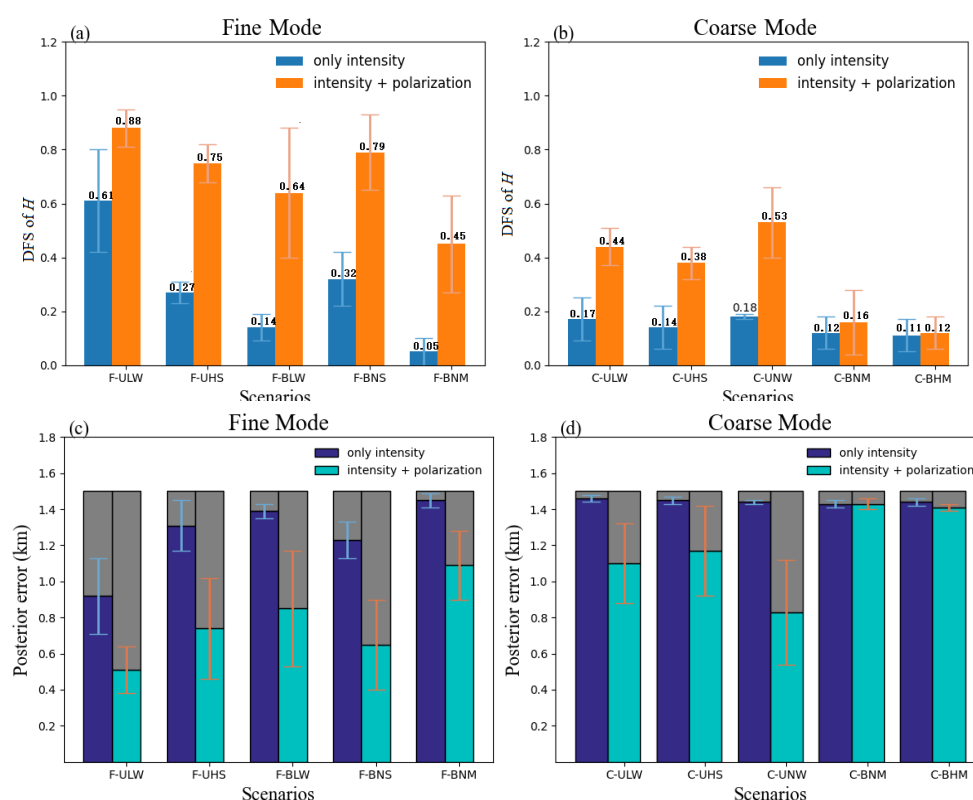 (a) Fine Mode
1.2
1.0
0.8
0.6
0.4
0.2
0.0
DFS of H
only intensity
intensity + polarization
0.61 0.88 0.27 0.75 0.14 0.64 0.32 0.79 0.05 0.45
F-ULW F-UHS F-BLW F-BNS F-BNM
Scenarios
(b) Coarse Mode
1.2
1.0
0.8
0.6
0.4
0.2
0.0
DFS of H
only intensity
intensity + polarization
0.17 0.44 0.14 0.38 0.18 0.53 0.12 0.16 0.11 0.12
C-ULW C-UHS C-UNW C-BNM C-BHM
Scenarios
(c) Fine Mode
1.8
1.6
1.4
1.2
1.0
0.8
0.6
0.4
0.2
Posterior error (km)
only intensity
intensity + polarization
F-ULW F-UHS F-BLW F-BNS F-BNM
Scenarios
(d) Coarse Mode
1.8
1.6
1.4
1.2
1.0
0.8
0.6
0.4
0.2
Posterior error (km)
only intensity
intensity + polarization
C-ULW C-UHS C-UNW C-BNM C-BHM
Scenarios